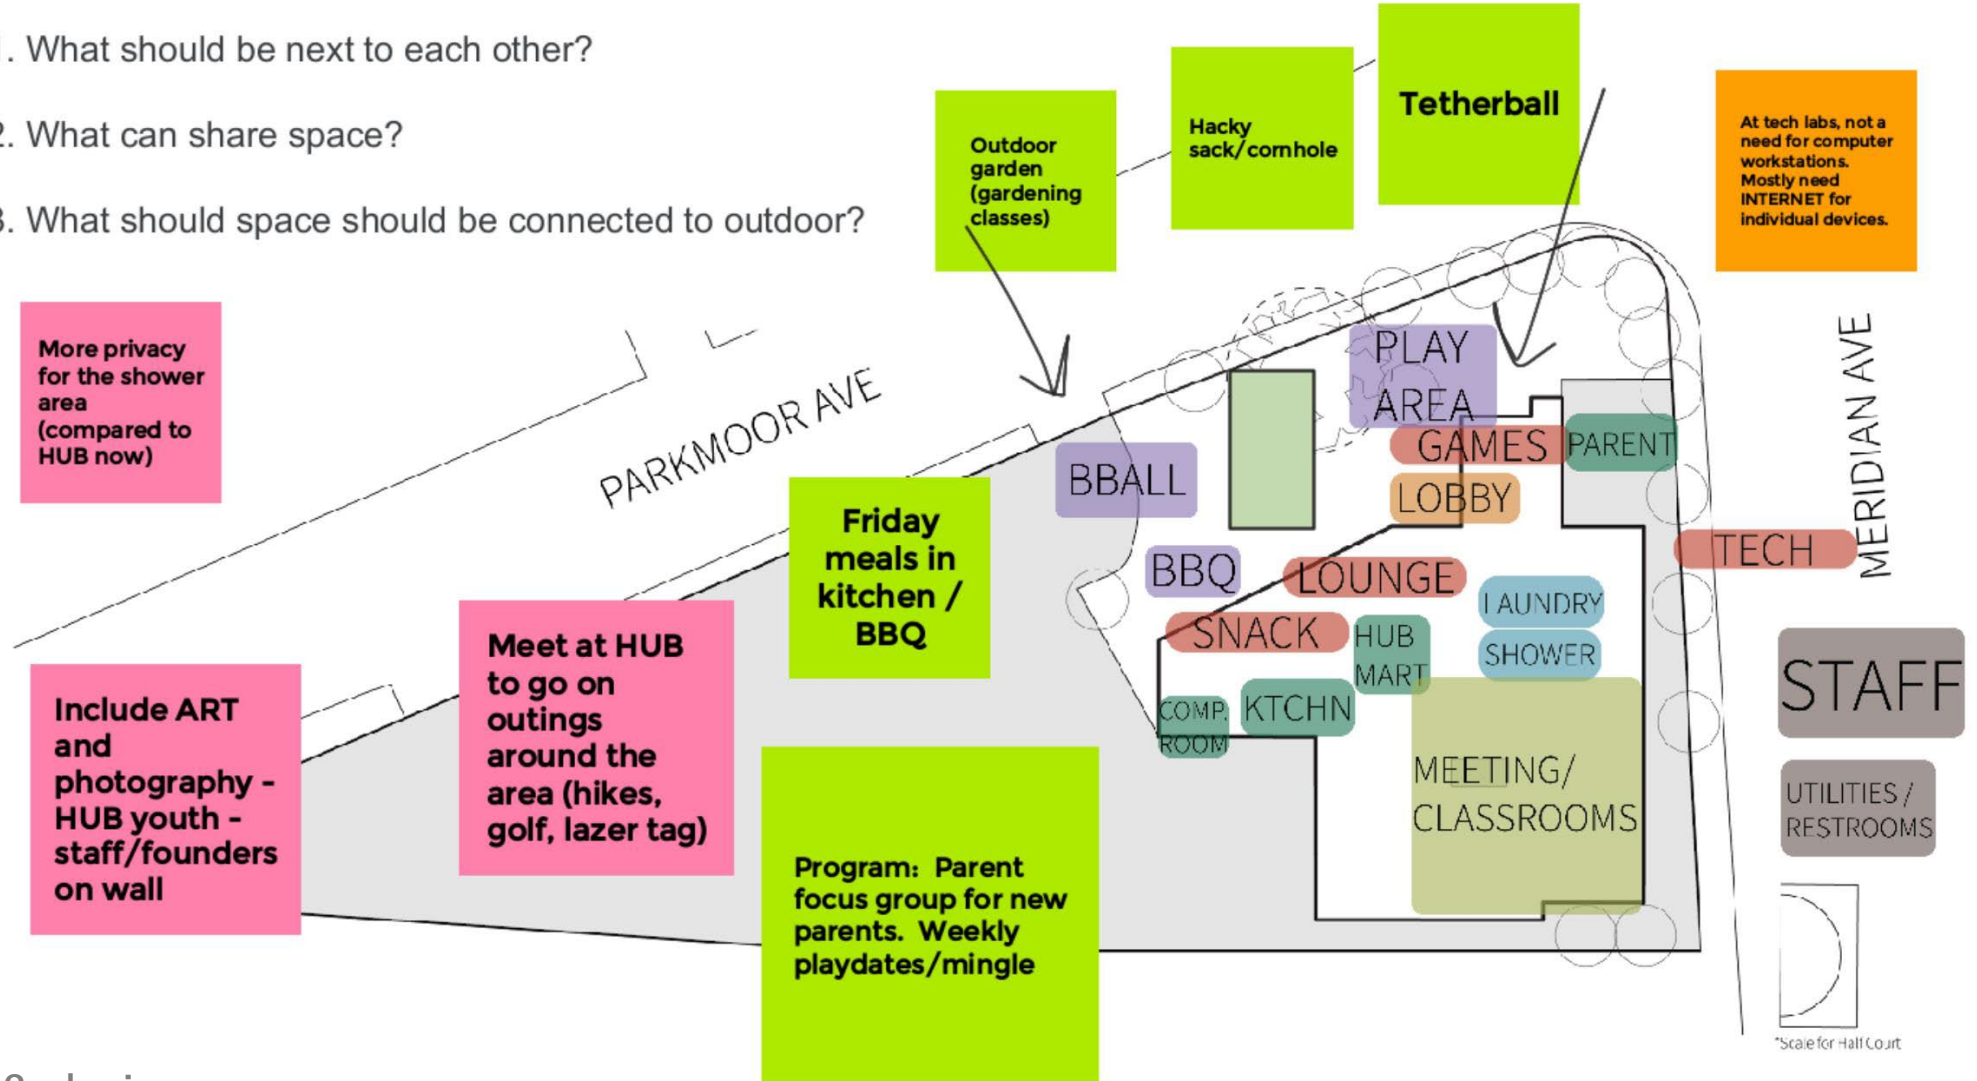 . What should be next to each other?
2. What can share space?
3. What should space should be connected to outdoor?
Outdoor
garden
(gardening
classes)
Hacky
sack/cornhole
Tetherball
At tech labs, not a
need for computer
workstations.
Mostly need
INTERNET for
individual devices.
More privacy
for the shower
area
(compared to
HUB now)
PARKMOOR AVE
MERIDIAN AVE
PLAY
AREA
GAMES
PARENT
LOBBY
BBALL
BBQ
LOUNGE
TECH
LAUNDRY
SHOWER
SNACK
HUB
MART
COMP.
ROOM
KTCHN
MEETING/
CLASSROOMS
STAFF
UTILITIES /
RESTROOMS
Friday
meals in
kitchen /
BBQ
Meet at HUB
to go on
outings
around the
area (hikes,
golf, lazer tag)
Include ART
and
photography -
HUB youth -
staff/founders
on wall
Program: Parent
focus group for new
parents. Weekly
playdates/mingle
*Scale for Half Court